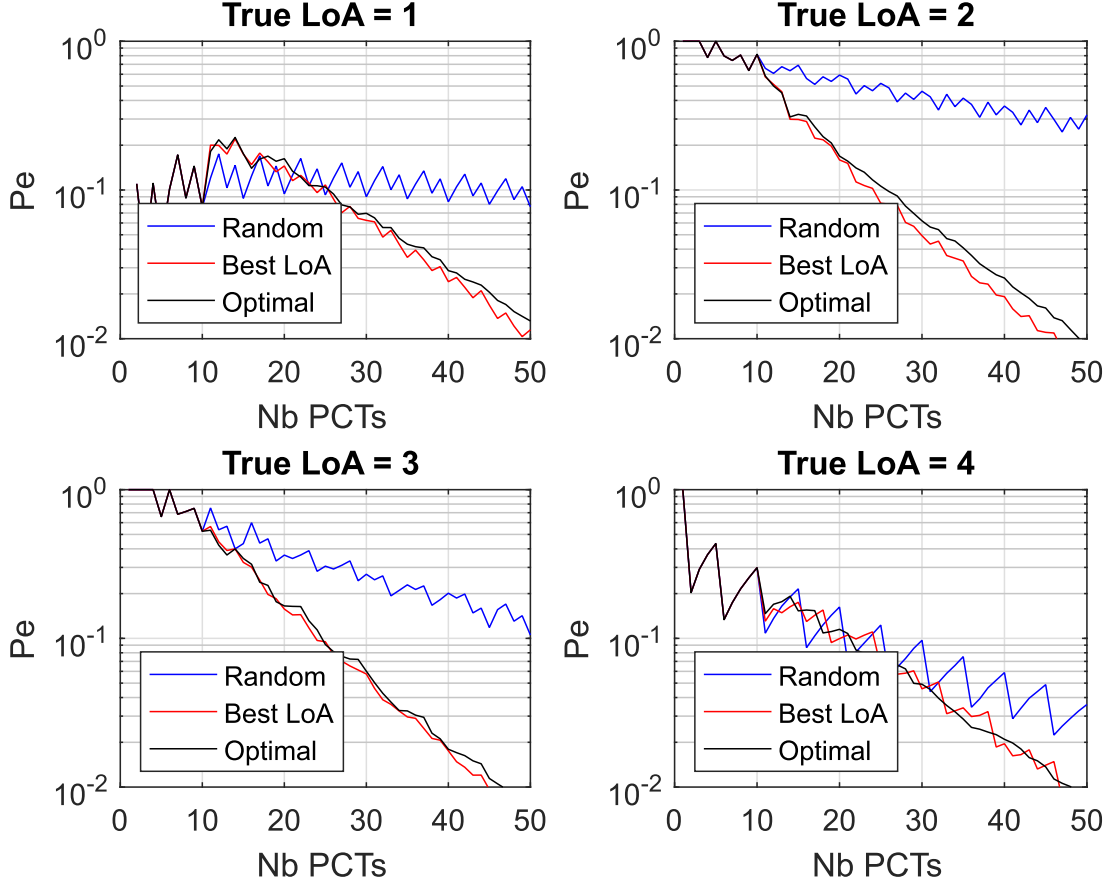 True LoA = 1
10^0
10^-1
10^-2
Pe
Random
Best LoA
Optimal
0 10 20 30 40 50
Nb PCTs
True LoA = 2
10^0
10^-1
10^-2
Pe
Random
Best LoA
Optimal
0 10 20 30 40 50
Nb PCTs
True LoA = 3
10^0
10^-1
10^-2
Pe
Random
Best LoA
Optimal
0 10 20 30 40 50
Nb PCTs
True LoA = 4
10^0
10^-1
10^-2
Pe
Random
Best LoA
Optimal
0 10 20 30 40 50
Nb PCTs